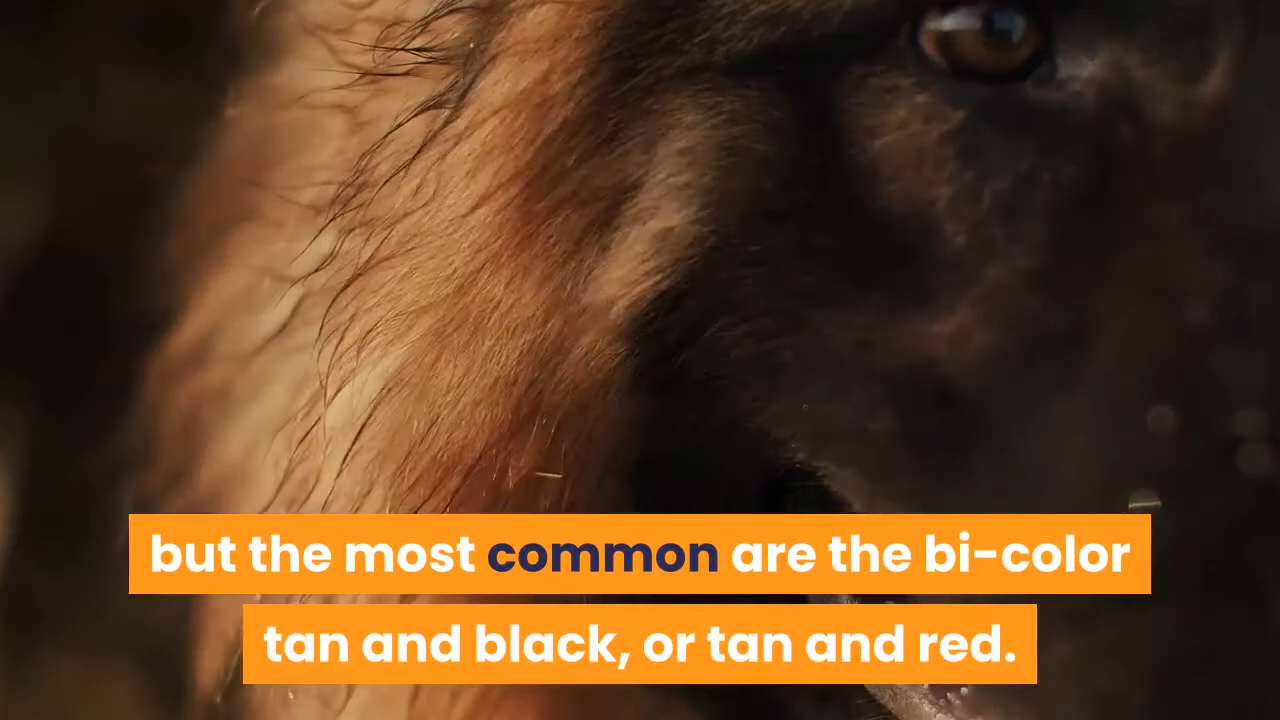 but the most common are the bi-color
tan and black, or tan and red.